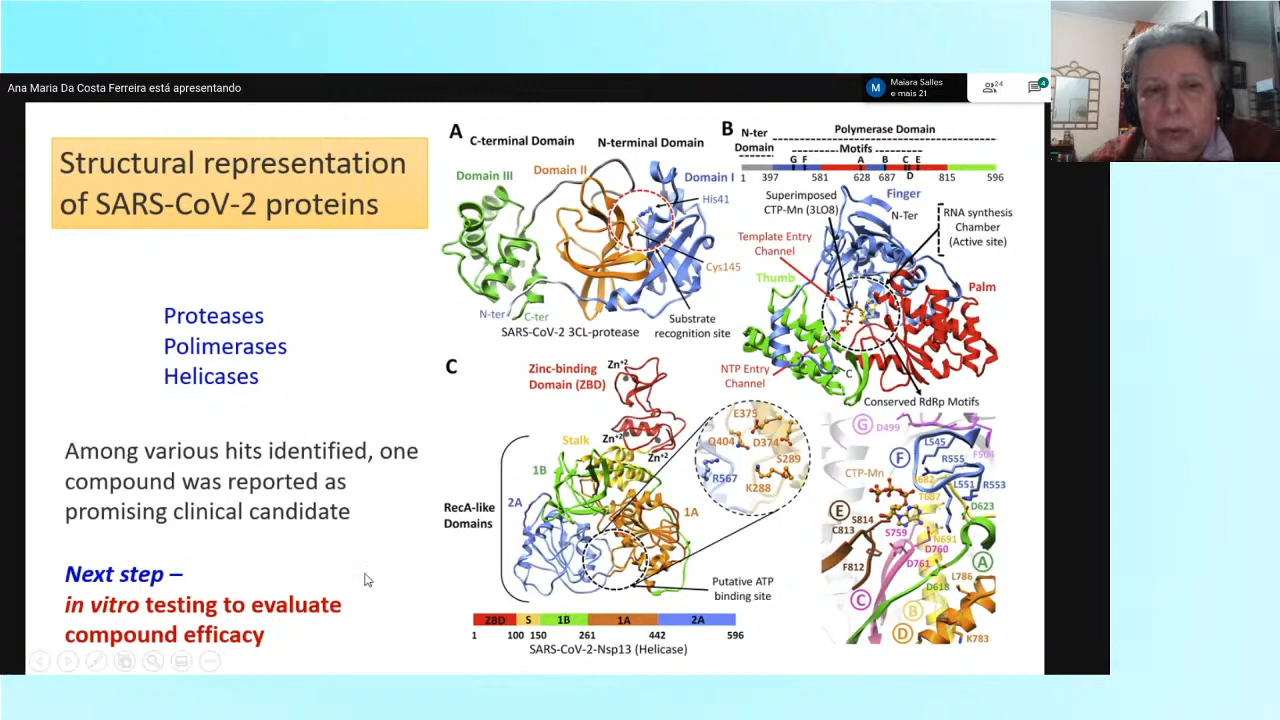 Ana Maria Da Costa Ferreira está apresentando
M
Maiara Salles
e mais 21
24
4
Structural representation
of SARS-CoV-2 proteins
Proteases
Polimerases
Helicases
Among various hits identified, one
compound was reported as
promising clinical candidate
Next step –
in vitro testing to evaluate
compound efficacy
A
C-terminal Domain
N-terminal Domain
Domain III
Domain II
Domain I
His41
Cys145
N-ter
C-ter
Substrate
recognition site
SARS-CoV-2 3CL-protease
B
N-ter
Domain
Polymerase Domain
Motifs
G F A B C E
D
1 397 581 628 687 815 596
Superimposed
CTP-Mn (3LO8)
Finger
N-Ter
RNA synthesis
Chamber
(Active site)
Template Entry
Channel
Thumb
Palm
NTP Entry
Channel
C
Conserved RdRp Motifs
C
Zinc-binding
Domain (ZBD)
Zn+2
Zn+2
Zn+2
Stalk
1B
2A
1A
RecA-like
Domains
E375
Q404
D374
S289
R567
K288
Putative ATP
binding site
ZBD S 1B 1A 2A
1 100 150 261 442 596
SARS-CoV-2-Nsp13 (Helicase)
G
D499
L545
F504
F
R555
CTP-Mn
L551
R553
T687
D623
E
S814
C813
S759
N691
D760
A
F812
D761
L786
D618
C
B
D
K783